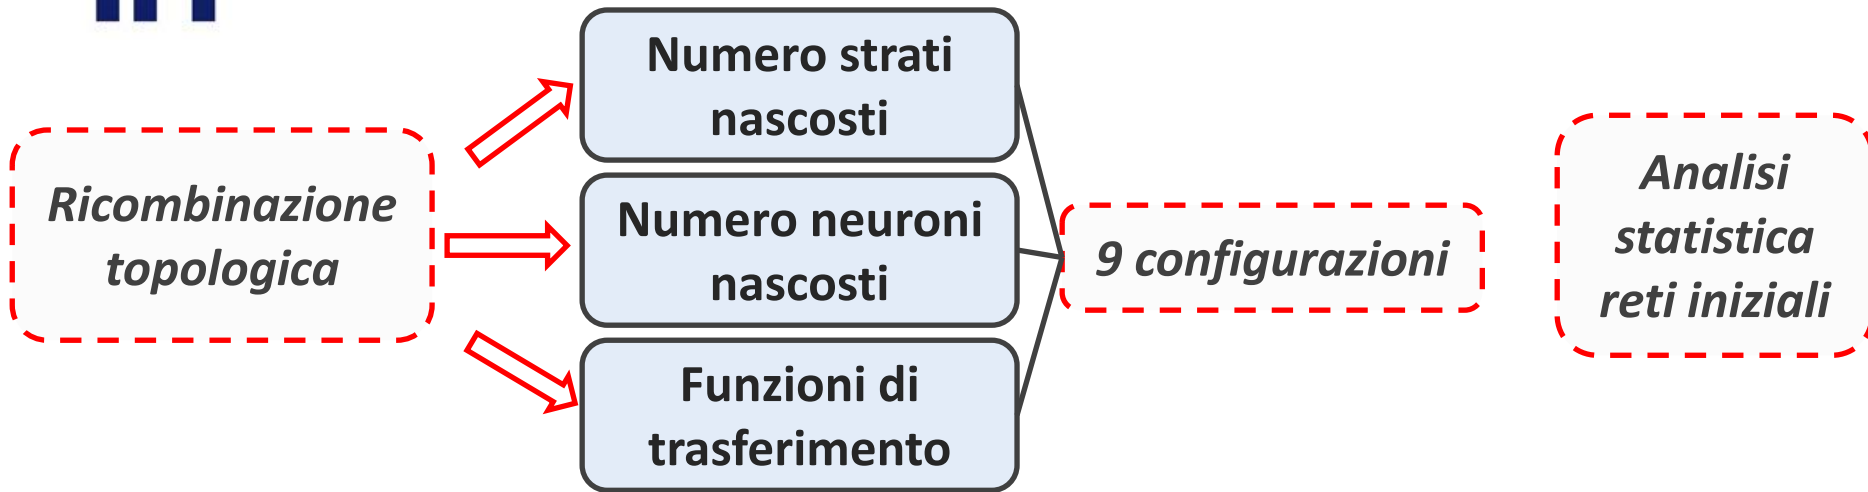 Ricombinazione
topologica
Numero strati
nascosti
Numero neuroni
nascosti
Funzioni di
trasferimento
9 configurazioni
Analisi
statistica
reti iniziali